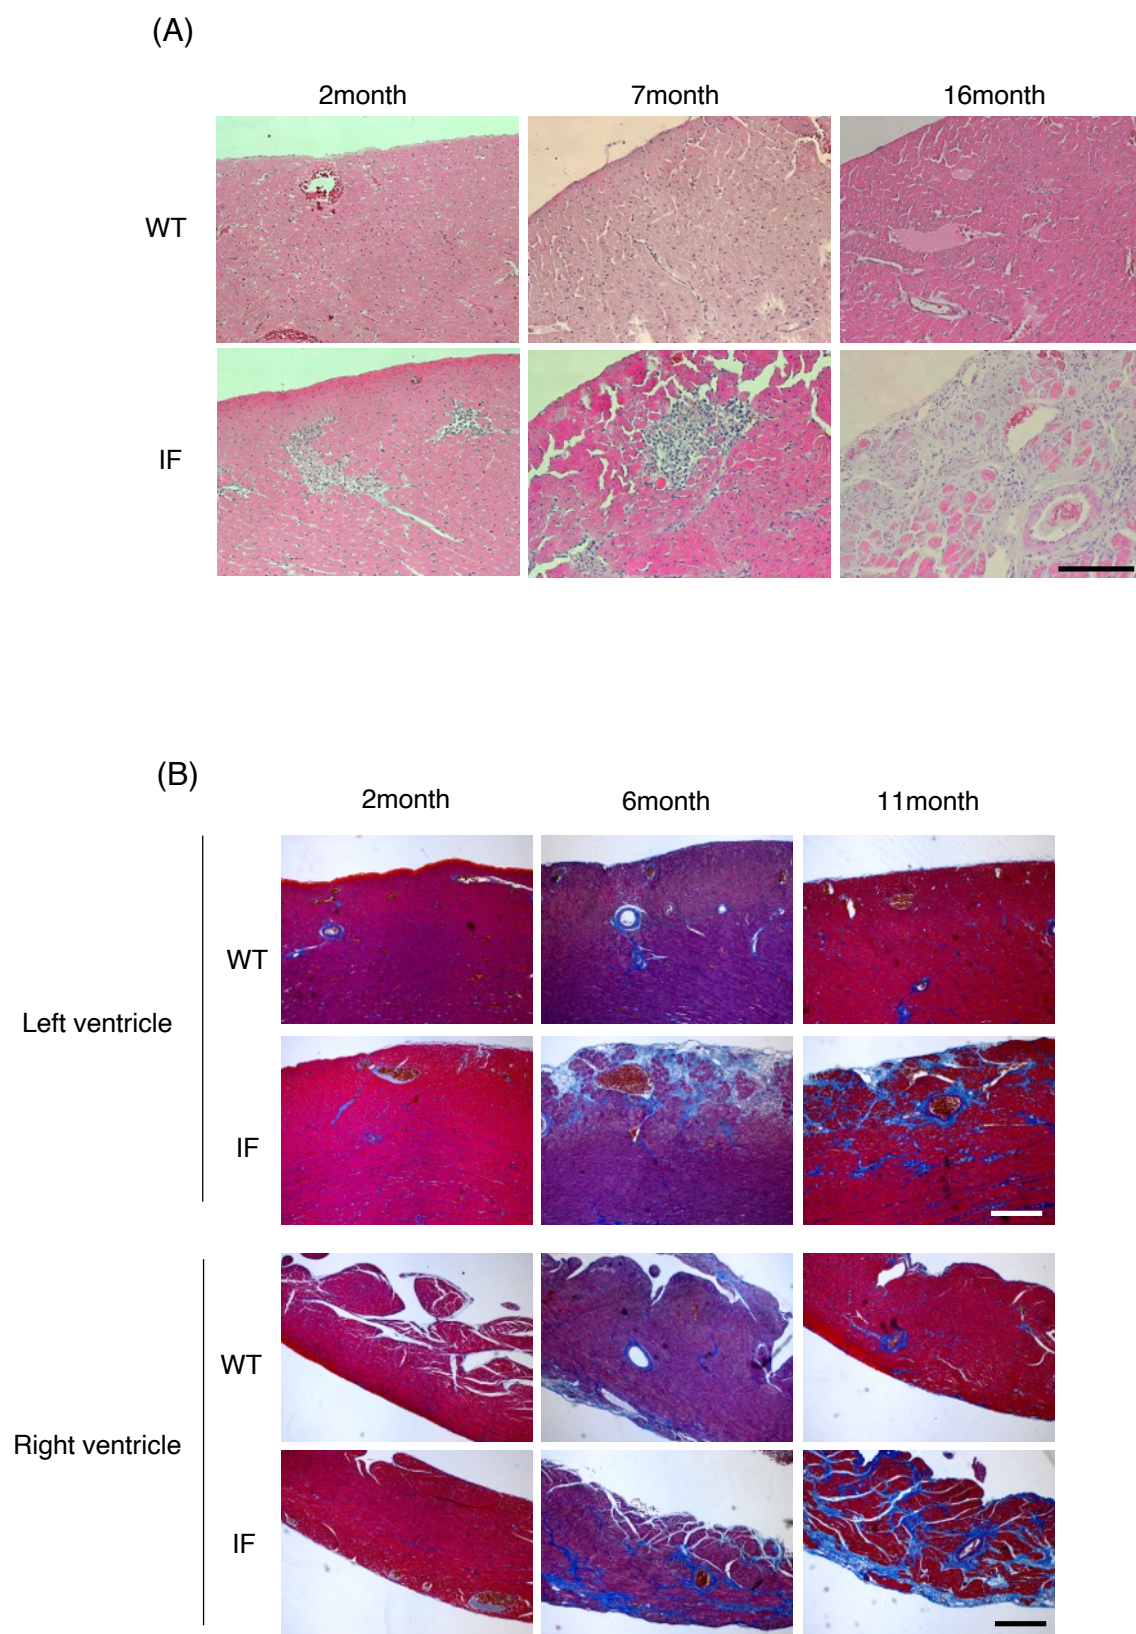 (A)
2month 7month 16month
WT
IF
(B)
2month 6month 11month
WT
Left ventricle
IF
WT
Right ventricle
IF